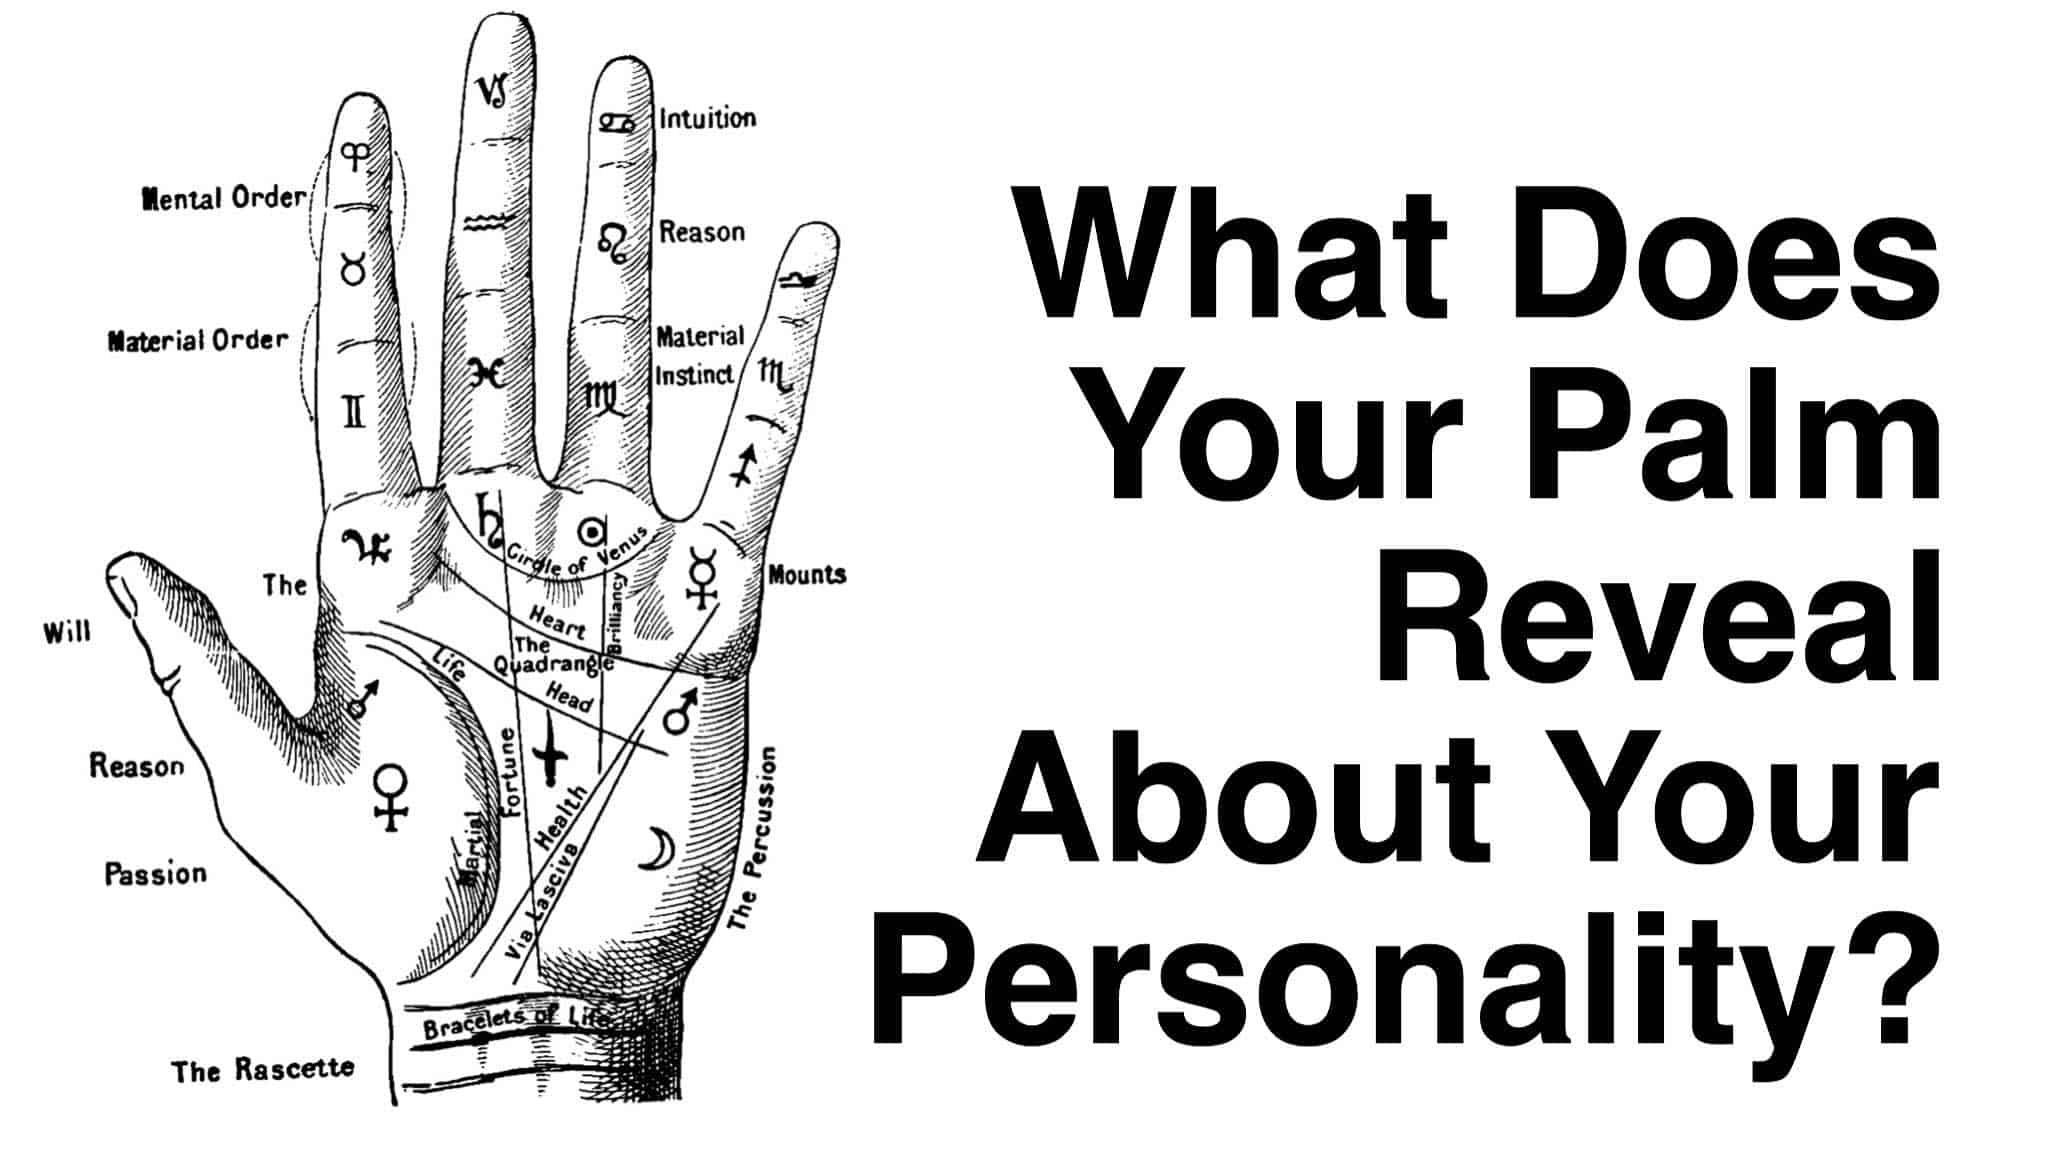 Intuition
Mental Order
Reason
Material Order
Material
Instinct
Girdle of Venus
The
Mounts
Will
Brilliancy
Heart
The
Quadrangle
Life
Head
Fortune
Reason
Health
Martial
Via Lasciva
The Percussion
Passion
Bracelets of Life
The Rascette
What Does
Your Palm
Reveal
About Your
Personality?